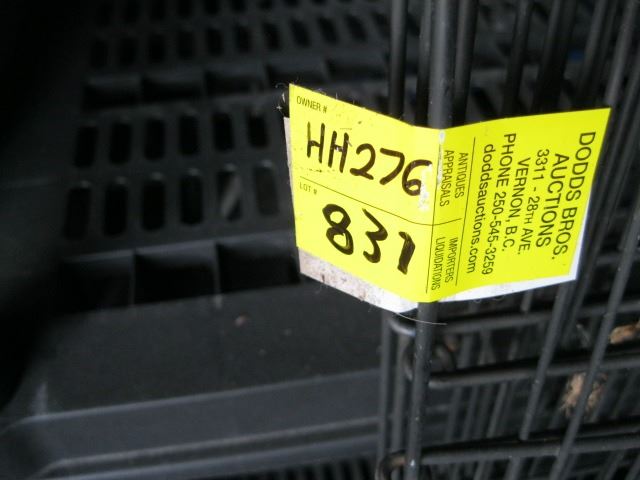 OWNER #
HH276
LOT #
831
ANTIQUES
APPRAISALS
IMPORTERS
LIQUIDATIONS
DODDS BROS.
AUCTIONS
3311 - 28TH AVE.
VERNON, B.C.
PHONE 250-545-3259
doddsauctions.com